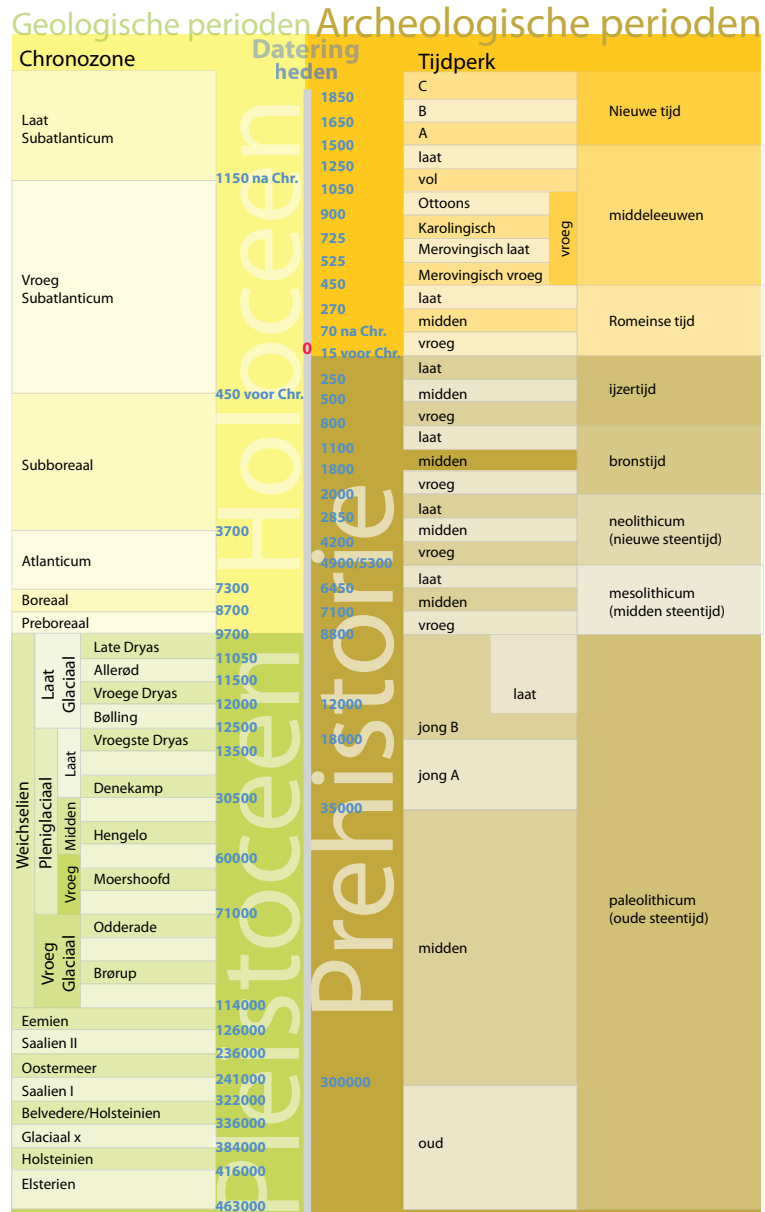 Geologische perioden Archeologische perioden
Datering
heden
Chronozone
Tijdperk
Laat
Subatlanticum
1150 na Chr.
Vroeg
Subatlanticum
450 voor Chr.
Subboreaal
3700
Atlanticum
7300
Boreaal
8700
Preboreaal
9700
Weichselien
Laat
Glaciaal
Late Dryas
11050
Allerød
11500
Vroege Dryas
12000
Bølling
12500
Pleniglaciaal
Laat
Vroegste Dryas
13500
Denekamp
30500
Midden
Hengelo
60000
Vroeg
Moershoofd
71000
Vroeg
Glaciaal
Odderade
Brørup
114000
Eemien
126000
Saalien II
236000
Oostermeer
241000
Saalien I
322000
Belvedere/Holsteinien
336000
Glaciaal x
384000
Holsteinien
416000
Elsterien
463000
Holoceen
Pleistoceen
0
Prehistorie
1850
1650
1500
1250
1050
900
725
525
450
270
70 na Chr.
15 voor Chr.
250
500
800
1100
1800
2000
2850
4200
4900/5300
6450
7100
8800
12000
18000
35000
300000
C
B
A
Nieuwe tijd
laat
vol
Ottoons
Karolingisch
Merovingisch laat
Merovingisch vroeg
vroeg
middeleeuwen
laat
midden
vroeg
Romeinse tijd
laat
midden
vroeg
ijzertijd
laat
midden
vroeg
bronstijd
laat
midden
vroeg
neolithicum
(nieuwe steentijd)
laat
midden
vroeg
mesolithicum
(midden steentijd)
laat
jong B
jong A
midden
oud
paleolithicum
(oude steentijd)